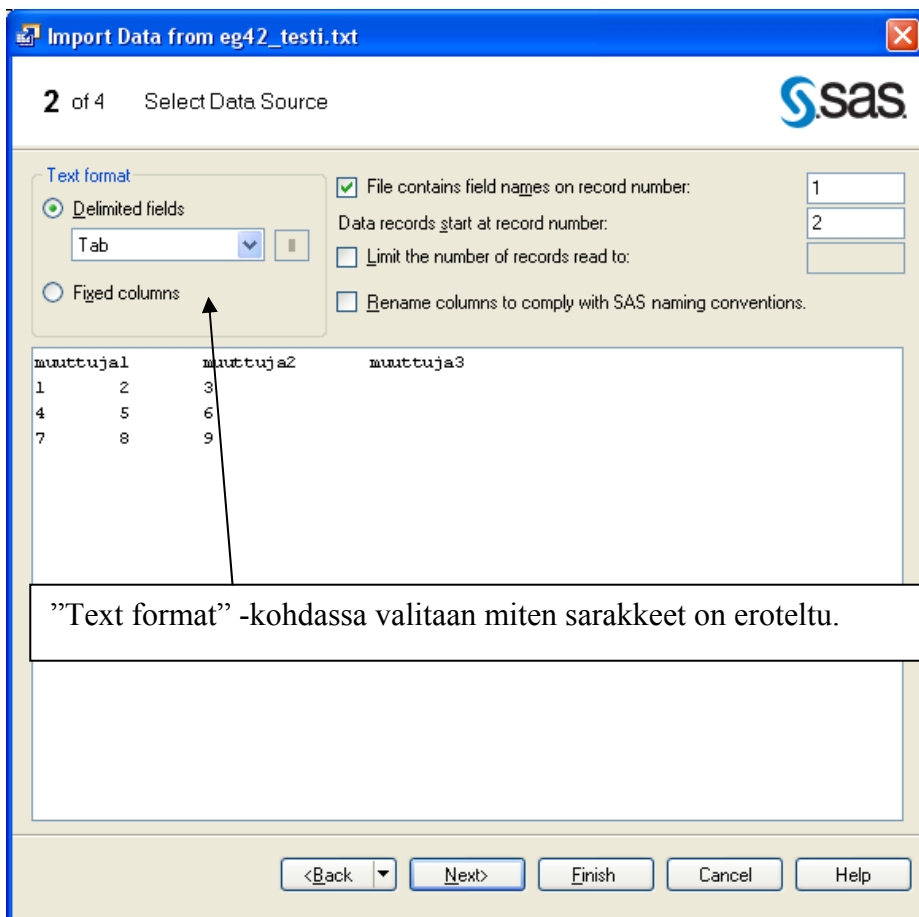 Import Data from eg42_testi.txt
2 of 4 Select Data Source
sas
Text format
Delimited fields
Tab
Fixed columns
File contains field names on record number: 1
Data records start at record number: 2
Limit the number of records read to:
Rename columns to comply with SAS naming conventions.
muuttuja1 muuttuja2 muuttuja3
1 2 3
4 5 6
7 8 9
”Text format” -kohdassa valitaan miten sarakkeet on eroteltu.
<Back Next> Finish Cancel Help